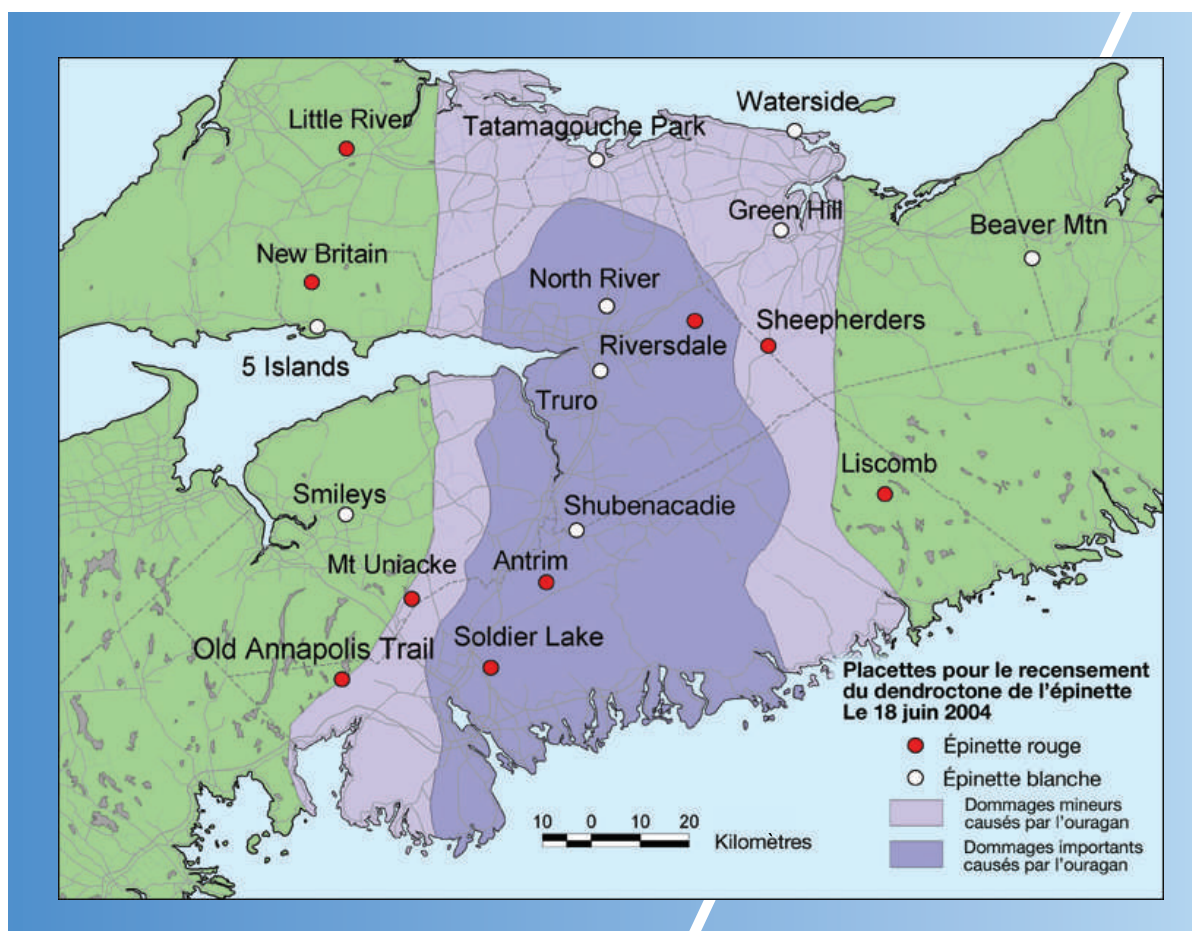 Waterside
Little River
Tatamagouche Park
Green Hill
Beaver Mtn
New Britain
North River
Sheepherders
Riversdale
5 Islands
Truro
Liscomb
Smileys
Shubenacadie
Mt Uniacke
Antrim
Old Annapolis Trail
Soldier Lake
Placettes pour le recensement
du dendroctone de l'épinette
Le 18 juin 2004
Épinette rouge
Épinette blanche
Dommages mineurs
causés par l'ouragan
Dommages importants
causés par l'ouragan
10 0 10 20
Kilomètres